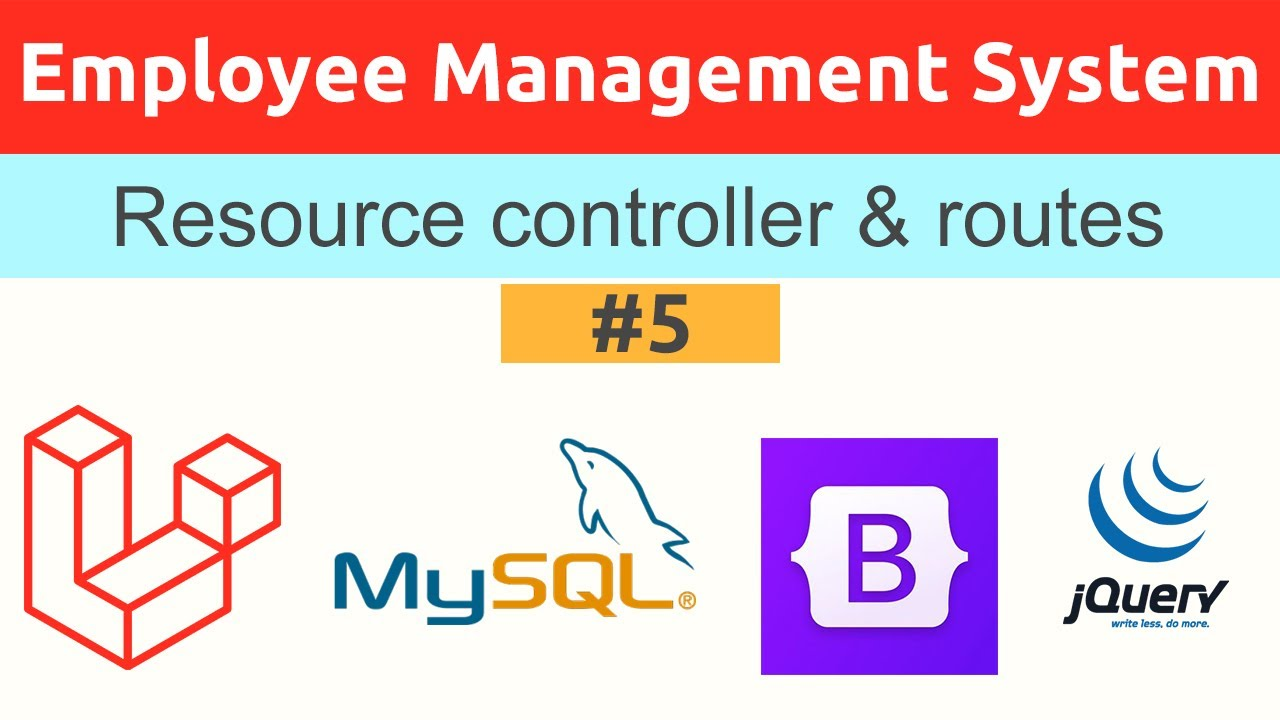 Employee Management System
Resource controller & routes
#5
MySQL®
B
jQuery
write less, do more.